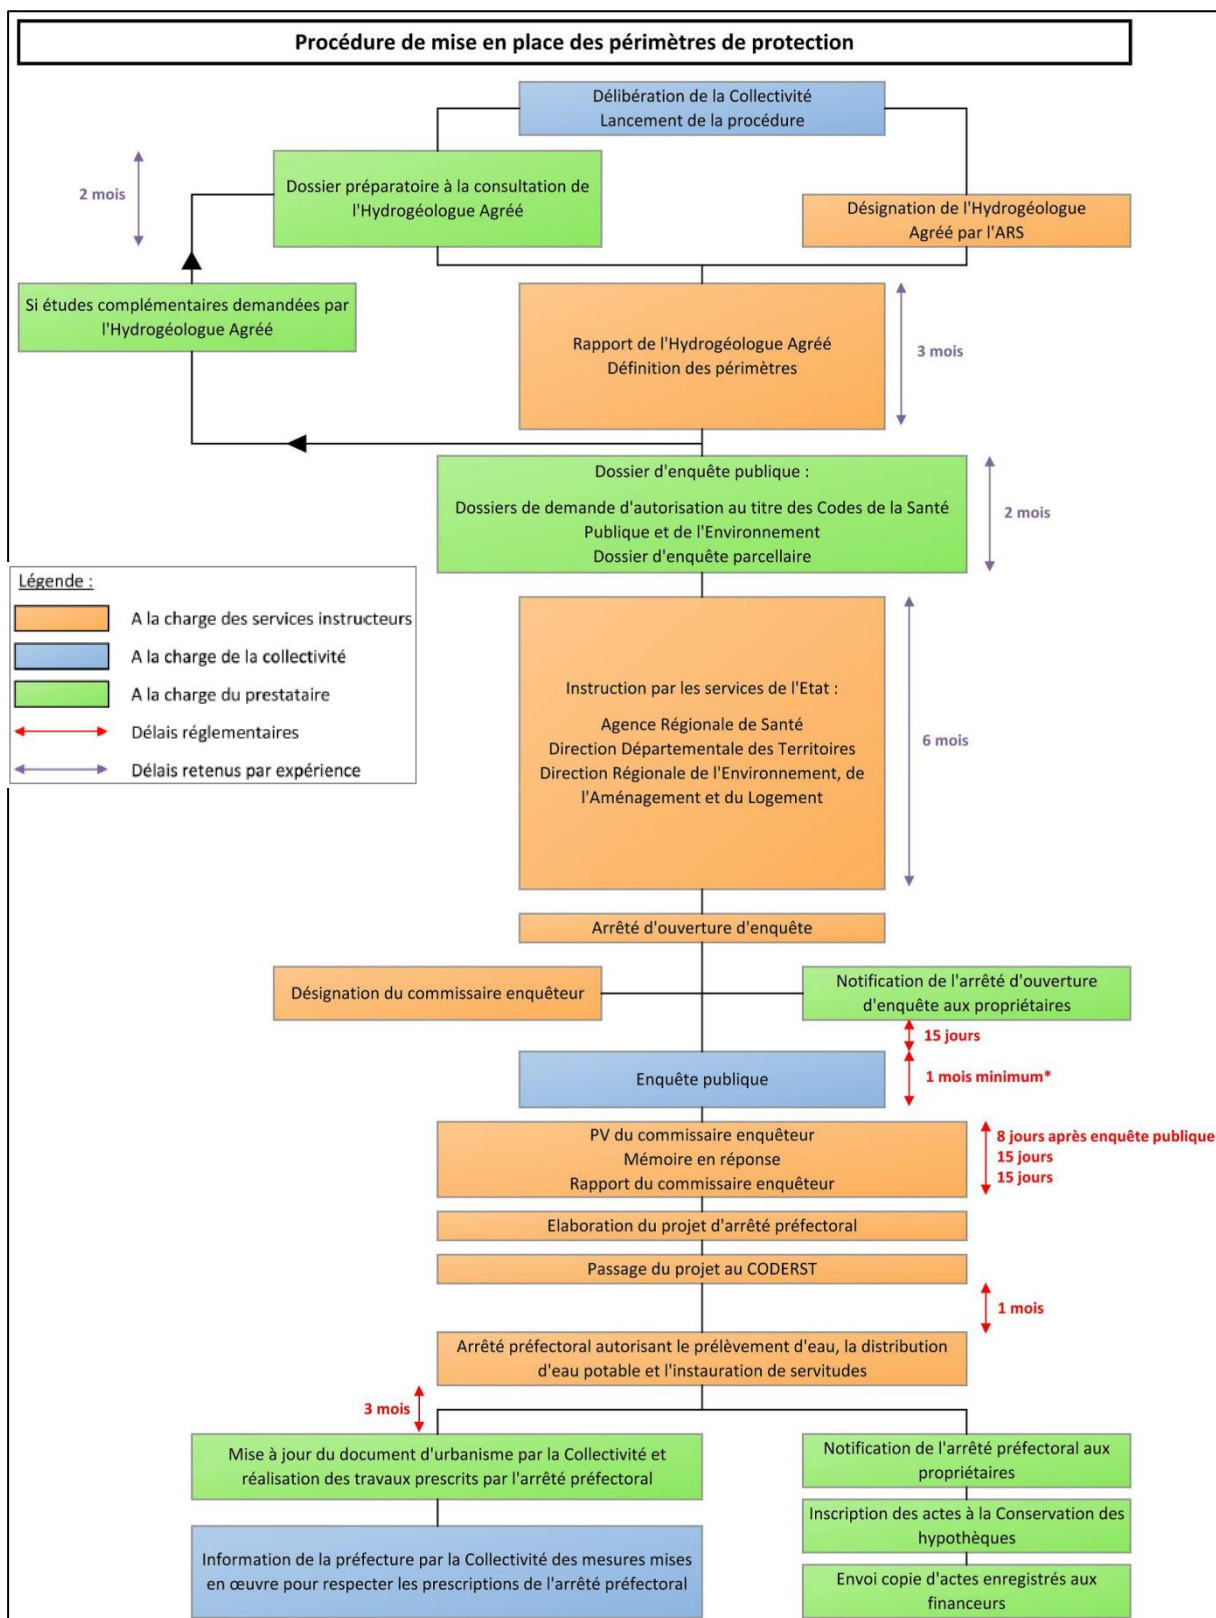 Procédure de mise en place des périmètres de protection
Délibération de la Collectivité
Lancement de la procédure
2 mois
Dossier préparatoire à la consultation de
l'Hydrogéologue Agréé
Désignation de l'Hydrogéologue
Agréé par l'ARS
Si études complémentaires demandées par
l'Hydrogéologue Agréé
Rapport de l'Hydrogéologue Agréé
Définition des périmètres
3 mois
Dossier d'enquête publique :
Dossiers de demande d'autorisation au titre des Codes de la Santé
Publique et de l'Environnement
Dossier d'enquête parcellaire
2 mois
Légende :
A la charge des services instructeurs
A la charge de la collectivité
A la charge du prestataire
Délais réglementaires
Délais retenus par expérience
Instruction par les services de l'Etat :
Agence Régionale de Santé
Direction Départementale des Territoires
Direction Régionale de l'Environnement, de
l'Aménagement et du Logement
6 mois
Arrêté d'ouverture d'enquête
Désignation du commissaire enquêteur
Notification de l'arrêté d'ouverture
d'enquête aux propriétaires
15 jours
Enquête publique
1 mois minimum*
PV du commissaire enquêteur
Mémoire en réponse
Rapport du commissaire enquêteur
8 jours après enquête publique
15 jours
15 jours
Elaboration du projet d'arrêté préfectoral
Passage du projet au CODERST
1 mois
Arrêté préfectoral autorisant le prélèvement d'eau, la distribution
d'eau potable et l'instauration de servitudes
3 mois
Mise à jour du document d'urbanisme par la Collectivité et
réalisation des travaux prescrits par l'arrêté préfectoral
Notification de l'arrêté préfectoral aux
propriétaires
Inscription des actes à la Conservation des
hypothèques
Information de la préfecture par la Collectivité des mesures mises
en œuvre pour respecter les prescriptions de l'arrêté préfectoral
Envoi copie d'actes enregistrés aux
financeurs